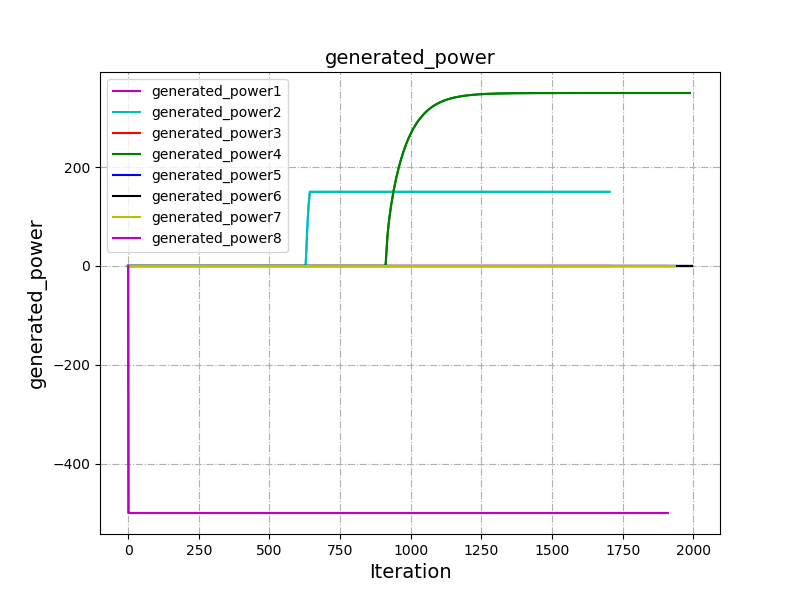 generated_power
generated_power1
generated_power2
generated_power3
generated_power4
generated_power5
generated_power6
generated_power7
generated_power8
generated_power
200
0
−200
−400
0 250 500 750 1000 1250 1500 1750 2000
Iteration